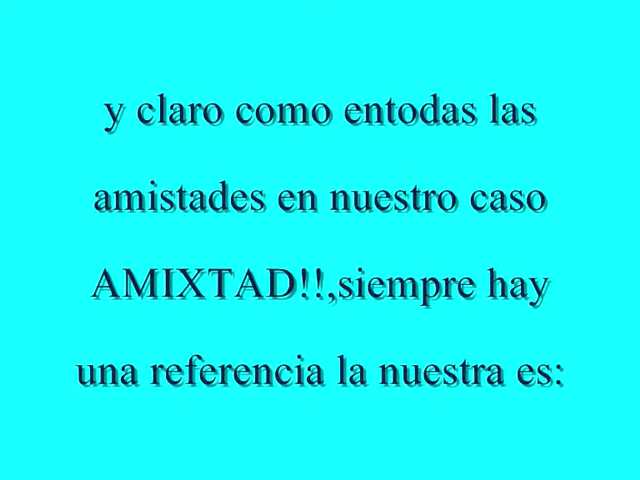 y claro como entodas las
amistades en nuestro caso
AMIXTAD!!,siempre hay
una referencia la nuestra es: